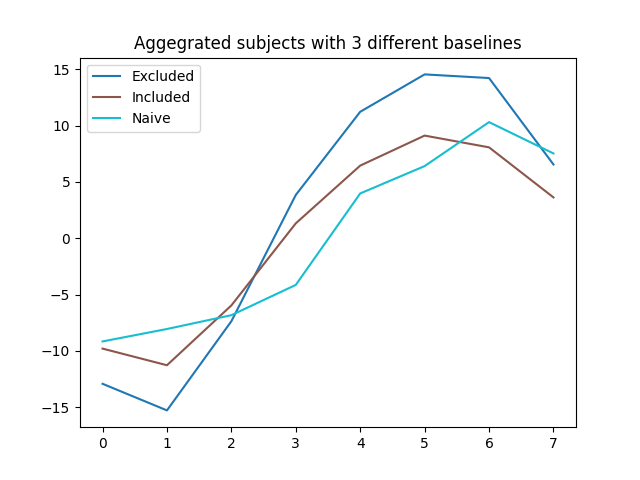 Aggegrated subjects with 3 different baselines
Excluded
Included
Naive
15
10
5
0
−5
−10
−15
0 1 2 3 4 5 6 7